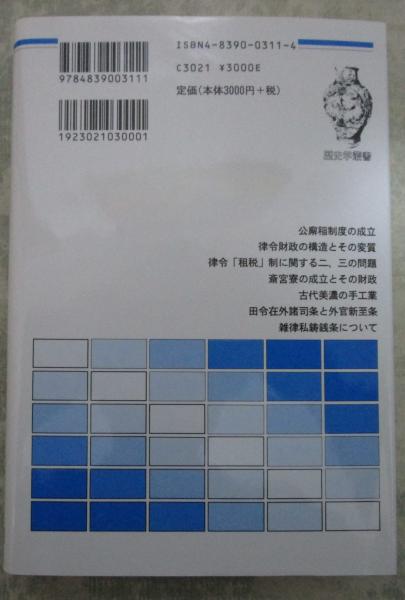 ISBN4-8390-0311-4
C3021 ¥3000E
定価(本体3000円+税)
9784839003111
1923021030001
國史学叢書
公廨稲制度の成立
律令財政の構造とその変質
律令「租税」制に関する二、三の問題
斎宮寮の成立とその財政
古代美濃の手工業
田令在外諸司条と外官新至条
雑律私鋳銭条について